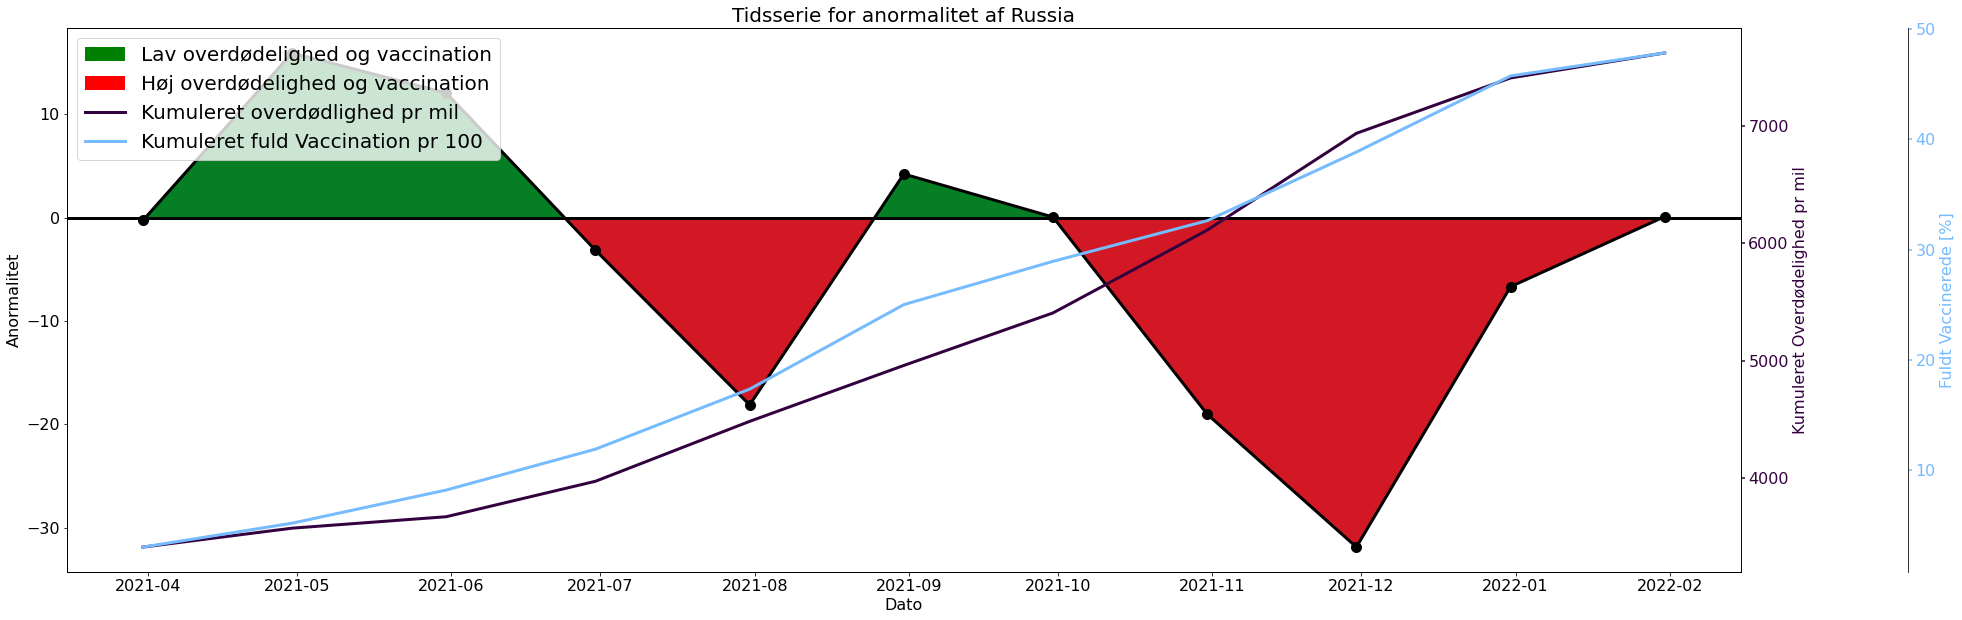 Tidsserie for anormalitet af Russia
Lav overdødelighed og vaccination
Høj overdødelighed og vaccination
Kumuleret overdødlighed pr mil
Kumuleret fuld Vaccination pr 100
Anormalitet
10
0
−10
−20
−30
2021-04 2021-05 2021-06 2021-07 2021-08 2021-09 2021-10 2021-11 2021-12 2022-01 2022-02
Dato
7000
6000
5000
4000
Kumuleret Overdødelighed pr mil
50
40
30
20
10
Fuldt Vaccinerede [%]